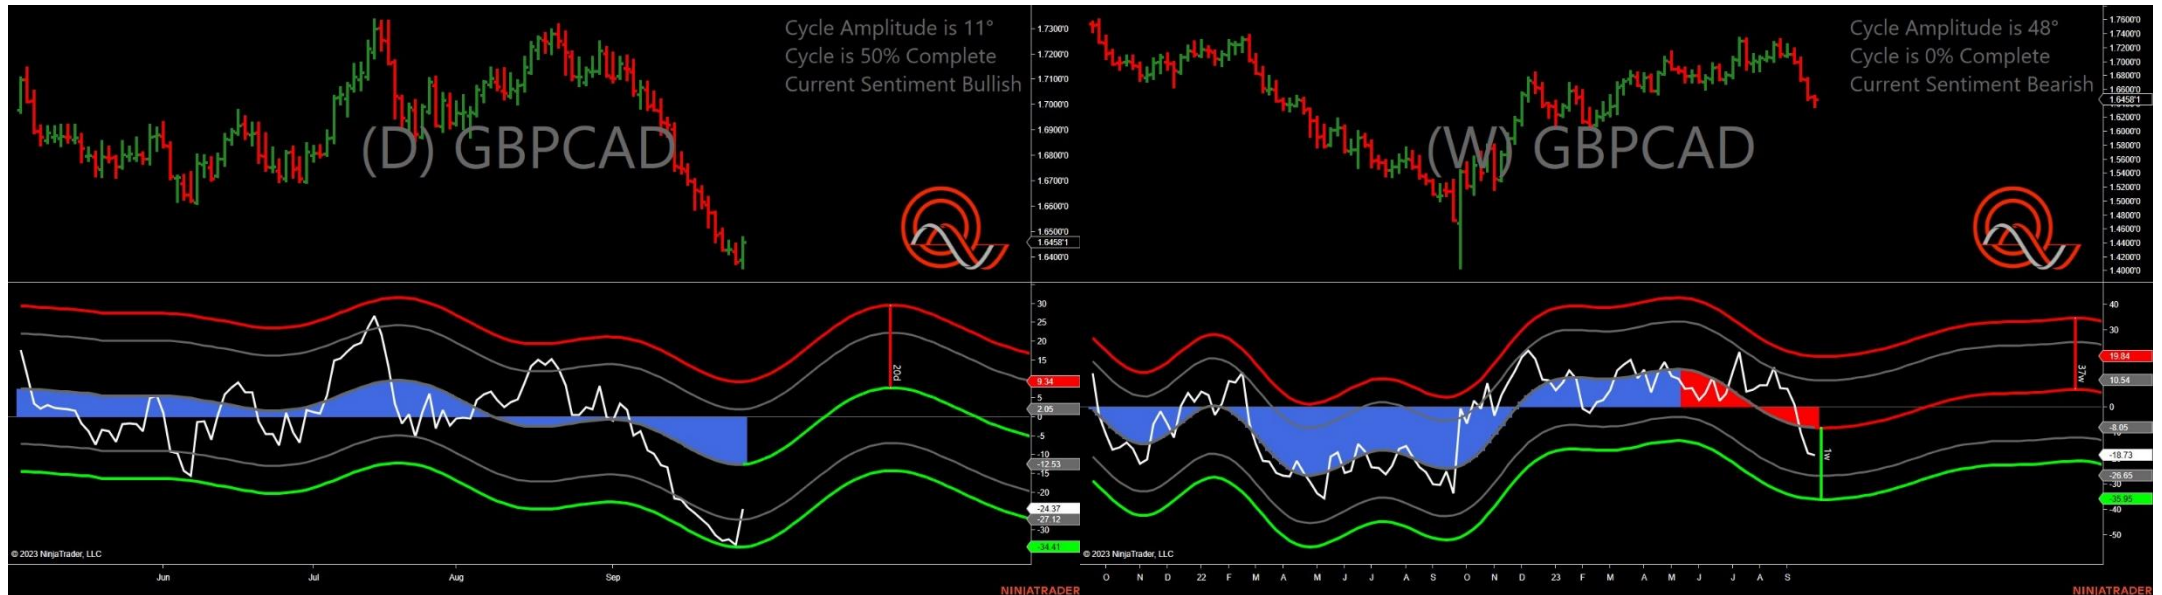 Cycle Amplitude is 11°
Cycle is 50% Complete
Current Sentiment Bullish
(D) GBPCAD
1.7300'0
1.7200'0
1.7100'0
1.7000'0
1.6900'0
1.6800'0
1.6700'0
1.6600'0
1.6500'0
1.6458'1
1.6400'0
30
25
20
15
9.34
5
2.05
0
-5
-12.53
-15
-20
-24.37
-27.12
-30
-34.41
20d
© 2023 NinjaTrader, LLC
Jun
Jul
Aug
Sep
NINJATRADER
Cycle Amplitude is 48°
Cycle is 0% Complete
Current Sentiment Bearish
(W) GBPCAD
1.7600'0
1.7400'0
1.7200'0
1.7000'0
1.6800'0
1.6600'0
1.6458'1
1.6200'0
1.6000'0
1.5800'0
1.5600'0
1.5400'0
1.5200'0
1.5000'0
1.4800'0
1.4600'0
1.4400'0
1.4200'0
1.4000'0
40
30
19.84
10.54
0
-8.05
-18.73
-26.65
-30
-35.95
-40
-50
37w
1w
© 2023 NinjaTrader, LLC
O N D 22 F M A M J J A S O N D 23 F M A M J J A S
NINJATRADER